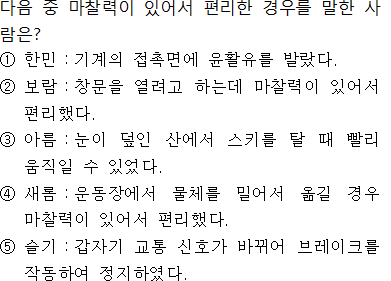 다음 중 마찰력이 있어서 편리한 경우를 말한 사
람은?
① 한민 : 기계의 접촉면에 윤활유를 발랐다.
② 보람 : 창문을 열려고 하는데 마찰력이 있어서
편리했다.
③ 아름 : 눈이 덮인 산에서 스키를 탈 때 빨리
움직일 수 있었다.
④ 새롬 : 운동장에서 물체를 밀어서 옮길 경우
마찰력이 있어서 편리했다.
⑤ 슬기 : 갑자기 교통 신호가 바뀌어 브레이크를
작동하여 정지하였다.